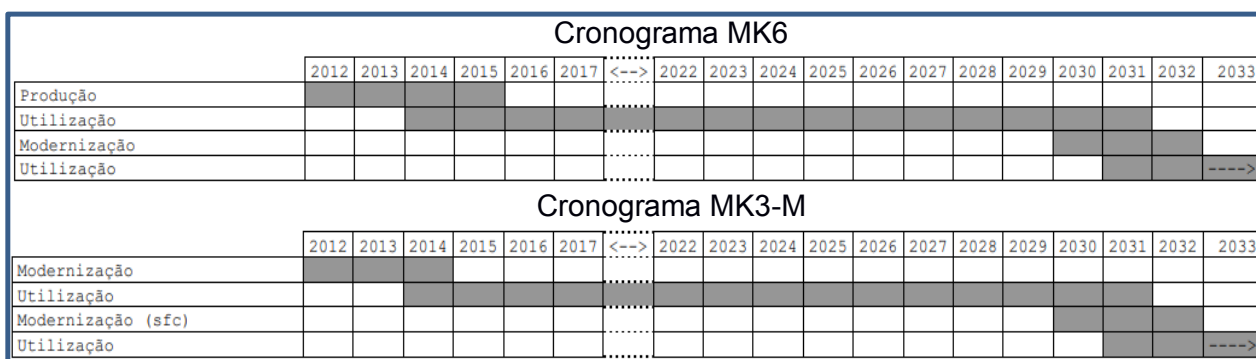 Cronograma MK6
2012 2013 2014 2015 2016 2017 <--> 2022 2023 2024 2025 2026 2027 2028 2029 2030 2031 2032 2033
Produção
Utilização
Modernização
Utilização ---->
Cronograma MK3-M
2012 2013 2014 2015 2016 2017 <--> 2022 2023 2024 2025 2026 2027 2028 2029 2030 2031 2032 2033
Modernização
Utilização
Modernização (sfc)
Utilização ---->